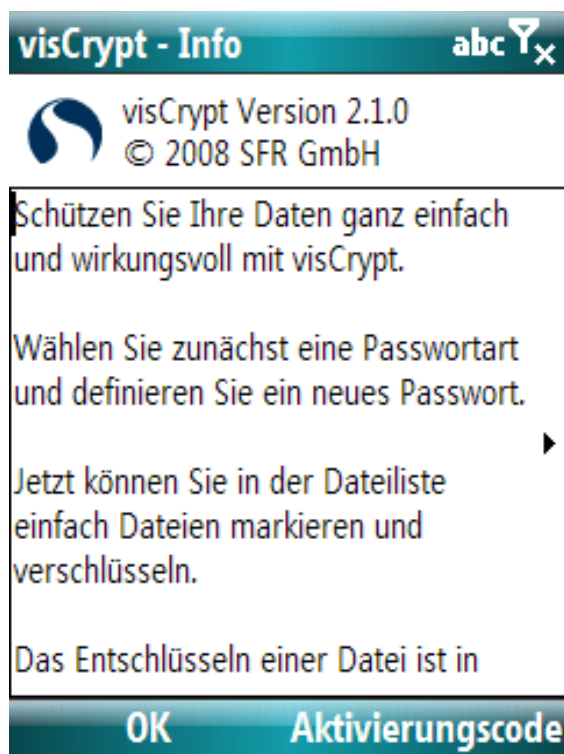 visCrypt - Info abc
visCrypt Version 2.1.0
© 2008 SFR GmbH
Schützen Sie Ihre Daten ganz einfach
und wirkungsvoll mit visCrypt.
Wählen Sie zunächst eine Passwortart
und definieren Sie ein neues Passwort.
Jetzt können Sie in der Dateiliste
einfach Dateien markieren und
verschlüsseln.
Das Entschlüsseln einer Datei ist in
OK Aktivierungscode